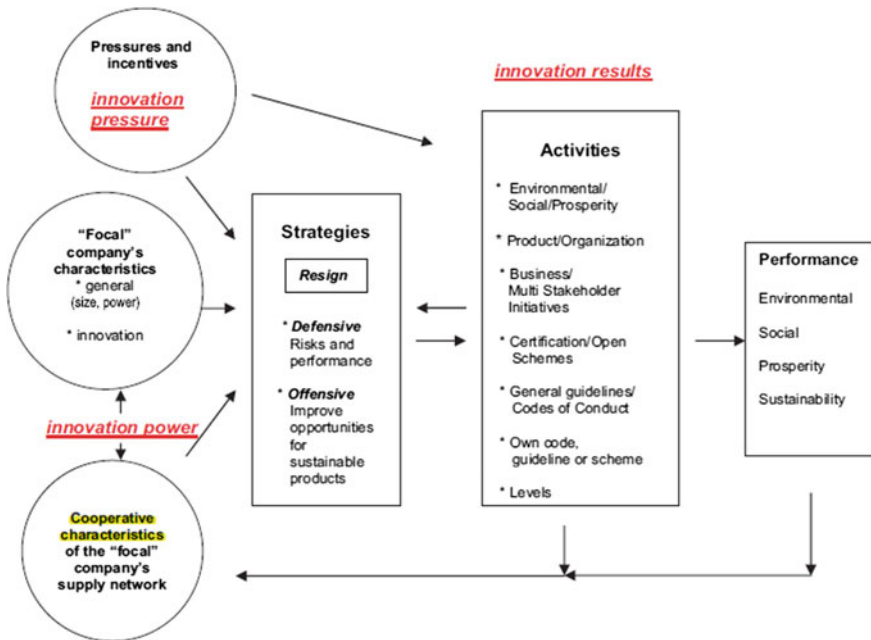 Pressures and
incentives
innovation
pressure
innovation results
"Focal"
company's
characteristics
* general
(size, power)
* innovation
innovation power
Cooperative
characteristics
of the "focal"
company's
supply network
Strategies
Resign
* Defensive
Risks and
performance
* Offensive
Improve
opportunities
for
sustainable
products
Activities
* Environmental/
Social/Prosperity
* Product/Organization
* Business/
Multi Stakeholder
Initiatives
* Certification/Open
Schemes
* General guidelines/
Codes of Conduct
* Own code,
guideline or scheme
* Levels
Performance
Environmental
Social
Prosperity
Sustainability